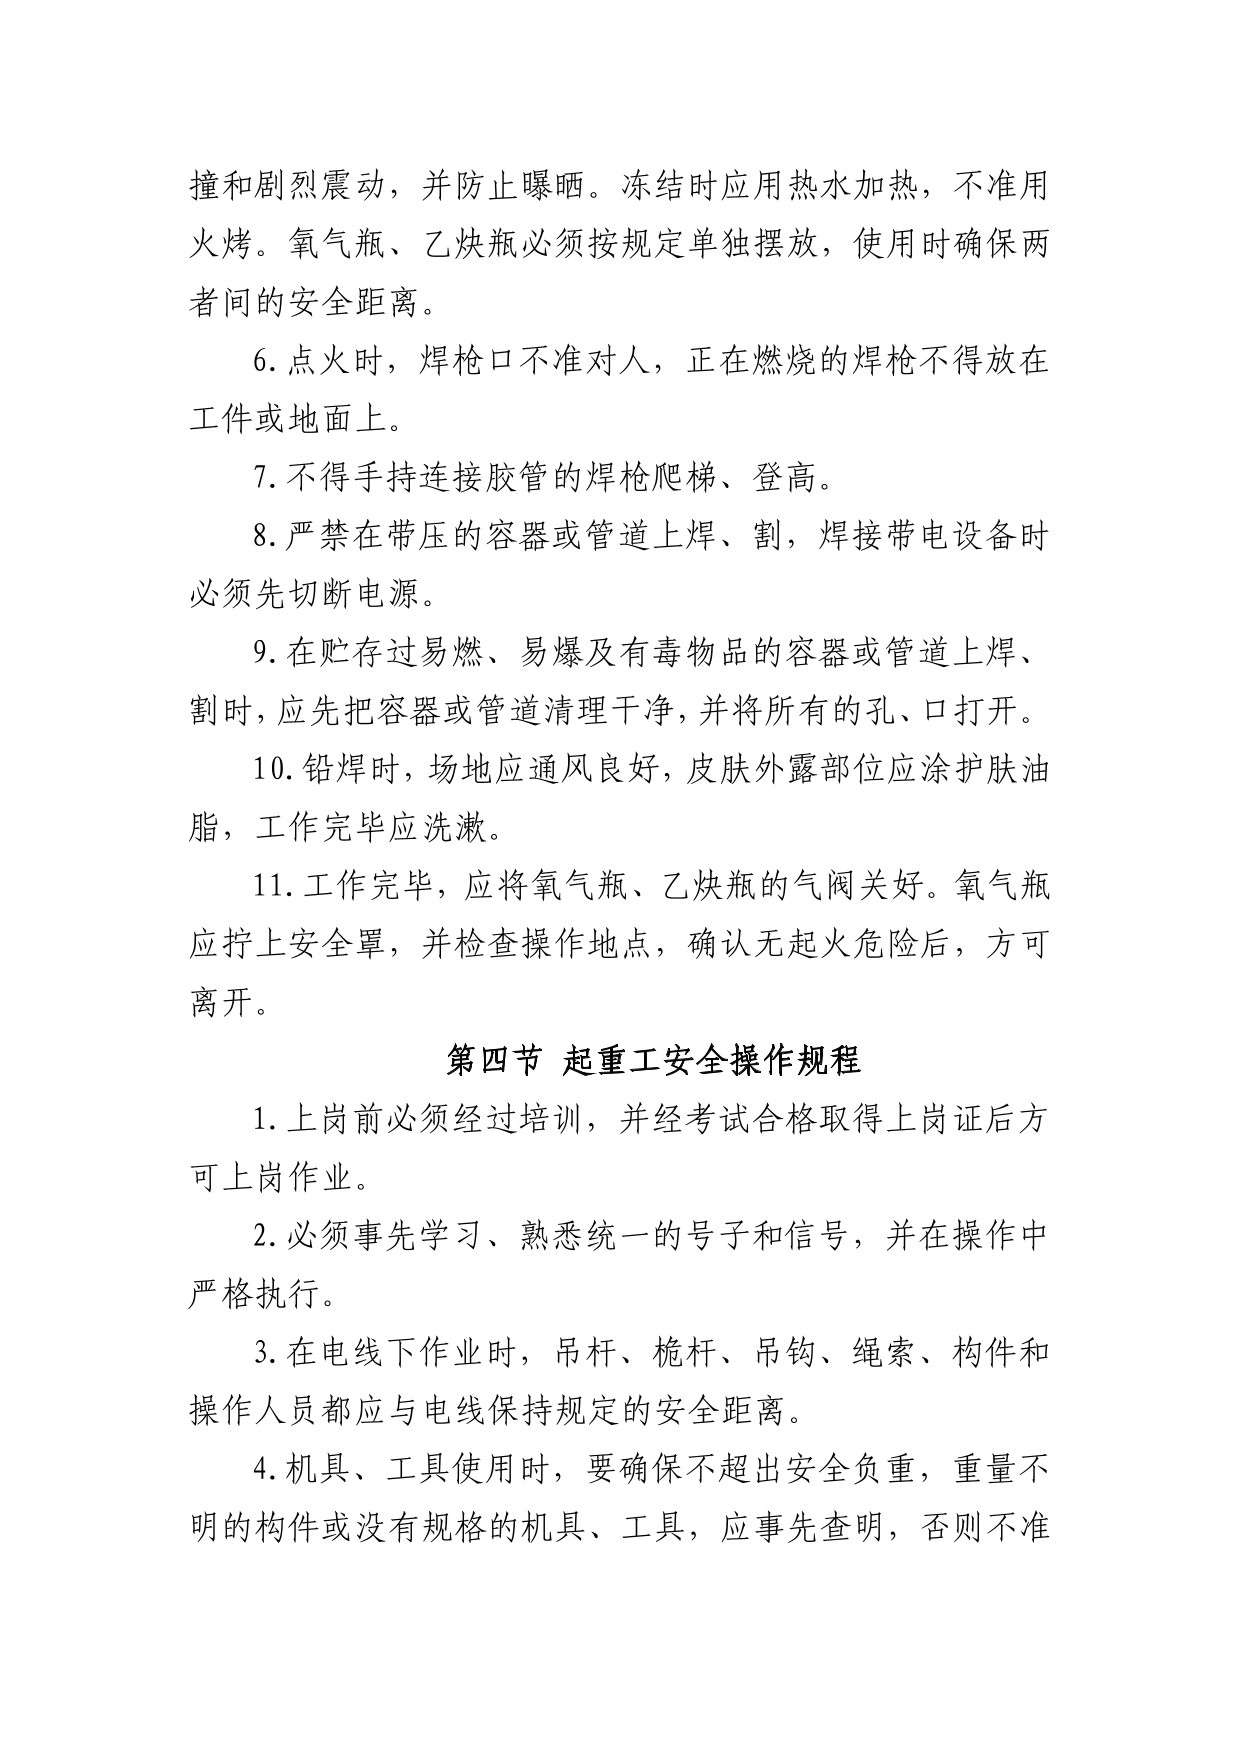 撞和剧烈震动，并防止曝晒。冻结时应用热水加热，不准用
火烤。氧气瓶、乙炔瓶必须按规定单独摆放，使用时确保两
者间的安全距离。
6.点火时，焊枪口不准对人，正在燃烧的焊枪不得放在
工件或地面上。
7.不得手持连接胶管的焊枪爬梯、登高。
8.严禁在带压的容器或管道上焊、割，焊接带电设备时
必须先切断电源。
9.在贮存过易燃、易爆及有毒物品的容器或管道上焊、
割时，应先把容器或管道清理干净，并将所有的孔、口打开。
10.铅焊时，场地应通风良好，皮肤外露部位应涂护肤油
脂，工作完毕应洗漱。
11.工作完毕，应将氧气瓶、乙炔瓶的气阀关好。氧气瓶
应拧上安全罩，并检查操作地点，确认无起火危险后，方可
离开。
第四节 起重工安全操作规程
1.上岗前必须经过培训，并经考试合格取得上岗证后方
可上岗作业。
2.必须事先学习、熟悉统一的号子和信号，并在操作中
严格执行。
3.在电线下作业时，吊杆、桅杆、吊钩、绳索、构件和
操作人员都应与电线保持规定的安全距离。
4.机具、工具使用时，要确保不超出安全负重，重量不
明的构件或没有规格的机具、工具，应事先查明，否则不准